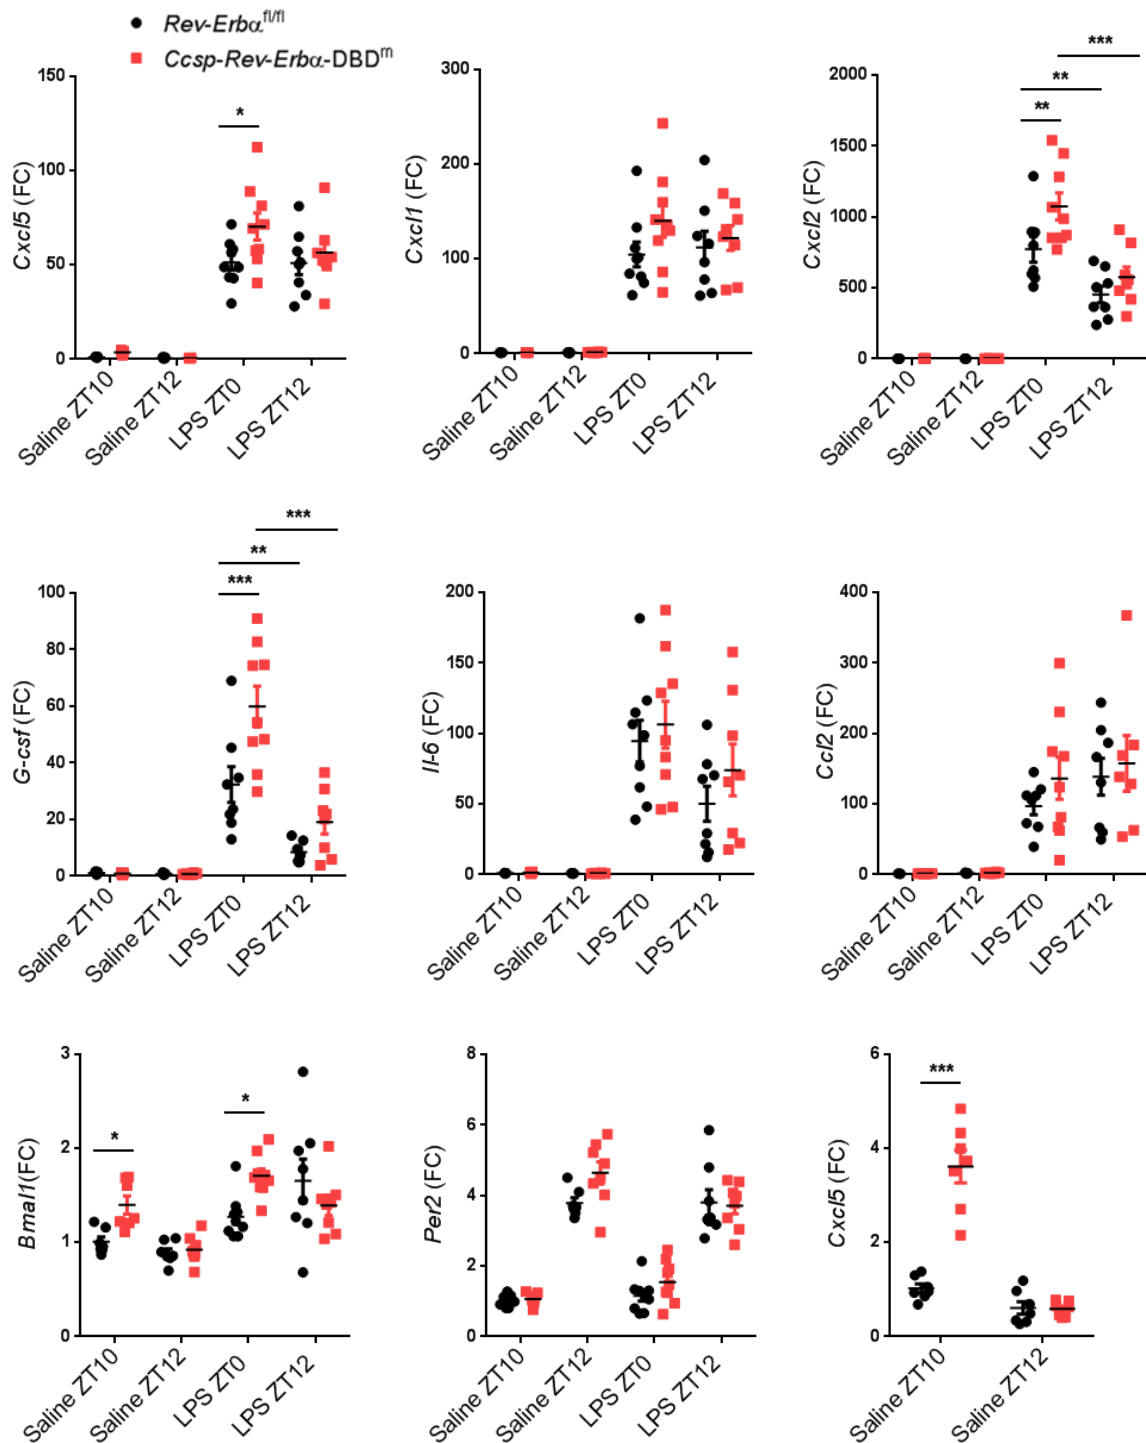 Rev-Erbα^fl/fl
Ccsp-Rev-Erbα-DBD^m
Cxcl5 (FC)
150
100
50
0
*
Saline ZT10
Saline ZT12
LPS ZT0
LPS ZT12
Cxcl1 (FC)
300
200
100
0
Saline ZT10
Saline ZT12
LPS ZT0
LPS ZT12
Cxcl2 (FC)
2000
1500
1000
500
0
***
**
**
Saline ZT10
Saline ZT12
LPS ZT0
LPS ZT12
G-csf (FC)
100
80
60
40
20
0
***
**
***
Saline ZT10
Saline ZT12
LPS ZT0
LPS ZT12
Il-6 (FC)
200
150
100
50
0
Saline ZT10
Saline ZT12
LPS ZT0
LPS ZT12
Ccl2 (FC)
400
300
200
100
0
Saline ZT10
Saline ZT12
LPS ZT0
LPS ZT12
Bmal1(FC)
3
2
1
0
*
*
Saline ZT10
Saline ZT12
LPS ZT0
LPS ZT12
Per2 (FC)
8
6
4
2
0
Saline ZT10
Saline ZT12
LPS ZT0
LPS ZT12
Cxcl5 (FC)
6
4
2
0
***
Saline ZT10
Saline ZT12